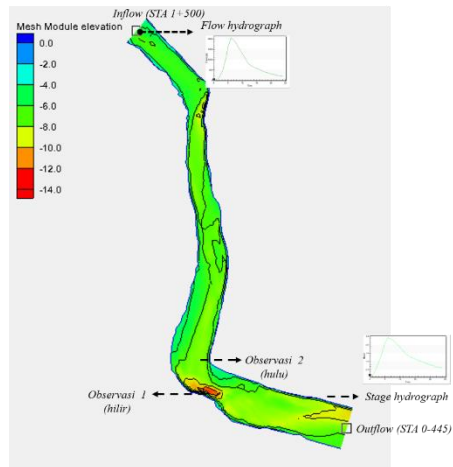 Inflow (STA 1+500)
Flow hydrograph
Mesh Module elevation
0.0
-2.0
-4.0
-6.0
-8.0
-10.0
-12.0
-14.0
Observasi 2
(hulu)
Observasi 1
(hilir)
Stage hydrograph
Outflow (STA 0-445)